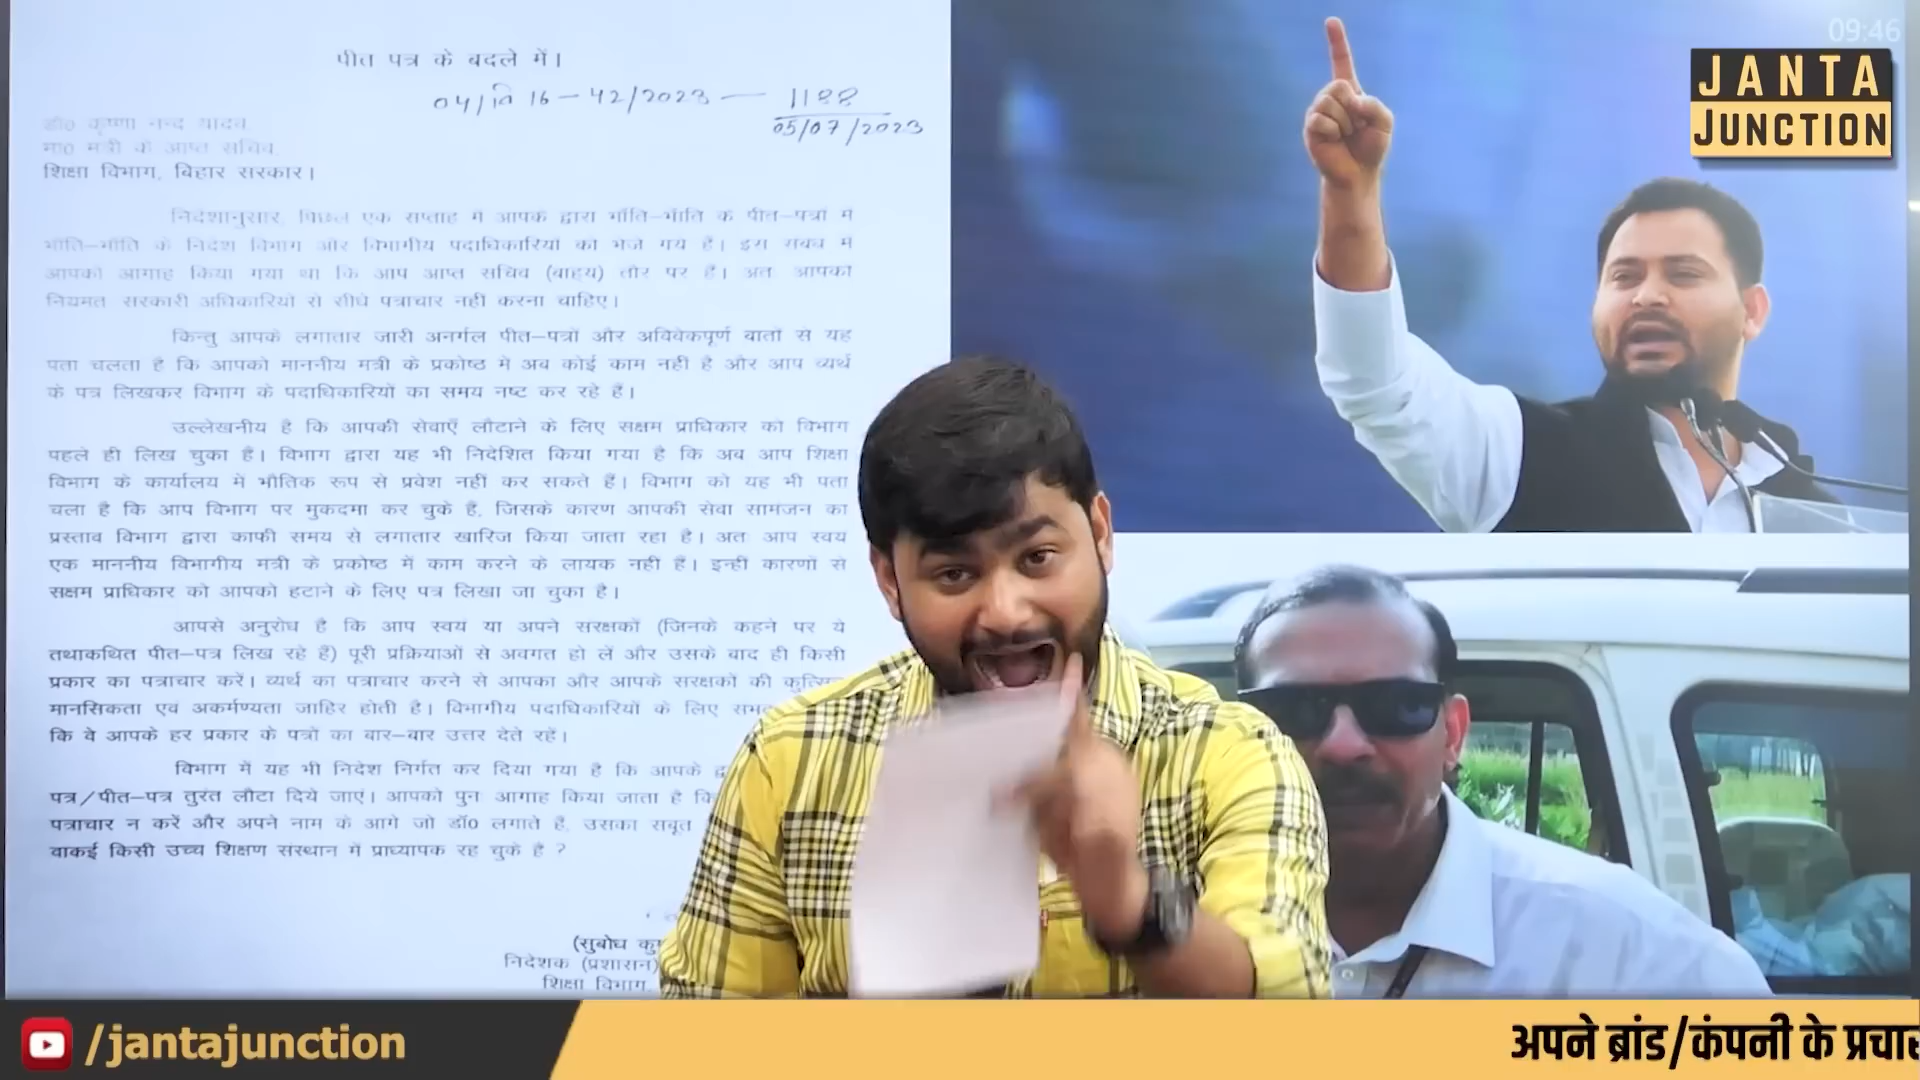 09:46
JANTA
JUNCTION
पीत पत्र के बदले में।
04/वि 16-42/2023 — 1188
05/07/2023
डॉ० कृष्णा नन्द यादव,
मा० मंत्री के आप्त सचिव,
शिक्षा विभाग, बिहार सरकार।
निदेशानुसार, पिछले एक सप्ताह में आपके द्वारा भाँति-भाँति के पीत-पत्रों में
भाँति-भाँति के निदेश विभाग और विभागीय पदाधिकारियों को भेजे गये हैं। इस संबंध में
आपको आगाह किया गया था कि आप आप्त सचिव (बाह्य) तौर पर हैं। अतः आपको
नियमतः सरकारी अधिकारियों से सीधे पत्राचार नहीं करना चाहिए।
किन्तु आपके लगातार जारी अनर्गल पीत-पत्रों और अविवेकपूर्ण बातों से यह
पता चलता है कि आपको माननीय मंत्री के प्रकोष्ठ में अब कोई काम नहीं है और आप व्यर्थ
के पत्र लिखकर विभाग के पदाधिकारियों का समय नष्ट कर रहे हैं।
उल्लेखनीय है कि आपकी सेवाएँ लौटाने के लिए सक्षम प्राधिकार को विभाग
पहले ही लिख चुका है। विभाग द्वारा यह भी निदेशित किया गया है कि अब आप शिक्षा
विभाग के कार्यालय में भौतिक रूप से प्रवेश नहीं कर सकते हैं। विभाग को यह भी पता
चला है कि आप विभाग पर मुकदमा कर चुके हैं, जिसके कारण आपकी सेवा सामंजन का
प्रस्ताव विभाग द्वारा काफी समय से लगातार खारिज किया जाता रहा है। अतः आप स्वयं
एक माननीय विभागीय मंत्री के प्रकोष्ठ में काम करने के लायक नहीं हैं। इन्हीं कारणों से
सक्षम प्राधिकार को आपको हटाने के लिए पत्र लिखा जा चुका है।
आपसे अनुरोध है कि आप स्वयं या अपने संरक्षकों (जिनके कहने पर ये
तथाकथित पीत-पत्र लिख रहे हैं) पूरी प्रक्रियाओं से अवगत हो लें और उसके बाद ही किसी
प्रकार का पत्राचार करें। व्यर्थ का पत्राचार करने से आपका और आपके संरक्षकों की
मानसिकता एवं अकर्मण्यता जाहिर होती है। विभागीय पदाधिकारियों के लिए
कि वे आपके हर प्रकार के पत्रों का बार-बार उत्तर देते रहें।
विभाग में यह भी निदेश निर्गत कर दिया गया है कि आपके
पत्र/पीत-पत्र तुरंत लौटा दिये जाएं। आपको पुनः आगाह किया जाता है
पत्राचार न करें और अपने नाम के आगे जो डॉ० लगाते हैं, उसका सबूत
वाकई किसी उच्च शिक्षण संस्थान में प्राध्यापक रह चुके हैं ?
(सुबोध
निदेशक (प्रशासन)
शिक्षा विभाग,
/jantajunction
अपने ब्रांड/कंपनी के प्रचार